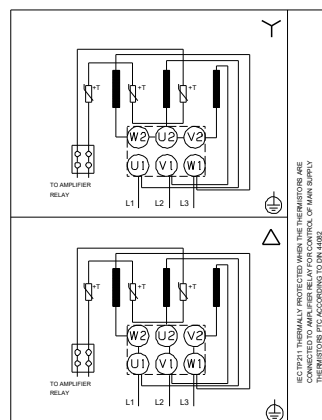 +T
+T
+T
W2 U2 V2
U1 V1 W1
TO AMPLIFIER
RELAY
L1 L2 L3
+T
+T
+T
W2 U2 V2
U1 V1 W1
TO AMPLIFIER
RELAY
L1 L2 L3
IEC TP211 THERMALLY PROTECTED WHEN THE THERMISTORS ARE
CONNECTED TO AMPLIFIER RELAY FOR CONTROL OF MAIN SUPPLY
THERMISTORS PTC ACCORDING TO DIN 44082